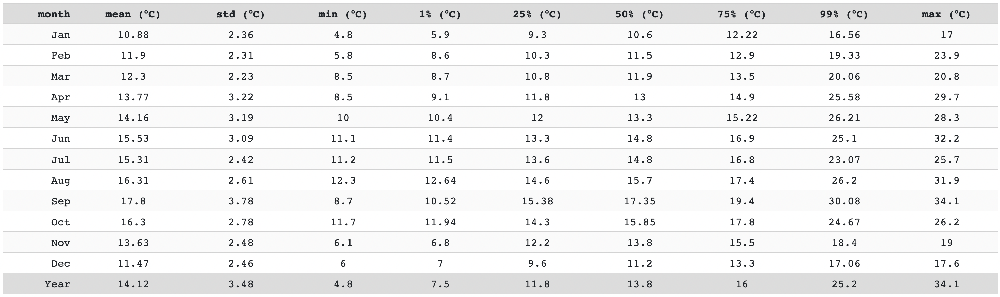 month mean (°C) std (°C) min (°C) 1% (°C) 25% (°C) 50% (°C) 75% (°C) 99% (°C) max (°C)
Jan 10.88 2.36 4.8 5.9 9.3 10.6 12.22 16.56 17
Feb 11.9 2.31 5.8 8.6 10.3 11.5 12.9 19.33 23.9
Mar 12.3 2.23 8.5 8.7 10.8 11.9 13.5 20.06 20.8
Apr 13.77 3.22 8.5 9.1 11.8 13 14.9 25.58 29.7
May 14.16 3.19 10 10.4 12 13.3 15.22 26.21 28.3
Jun 15.53 3.09 11.1 11.4 13.3 14.8 16.9 25.1 32.2
Jul 15.31 2.42 11.2 11.5 13.6 14.8 16.8 23.07 25.7
Aug 16.31 2.61 12.3 12.64 14.6 15.7 17.4 26.2 31.9
Sep 17.8 3.78 8.7 10.52 15.38 17.35 19.4 30.08 34.1
Oct 16.3 2.78 11.7 11.94 14.3 15.85 17.8 24.67 26.2
Nov 13.63 2.48 6.1 6.8 12.2 13.8 15.5 18.4 19
Dec 11.47 2.46 6 7 9.6 11.2 13.3 17.06 17.6
Year 14.12 3.48 4.8 7.5 11.8 13.8 16 25.2 34.1